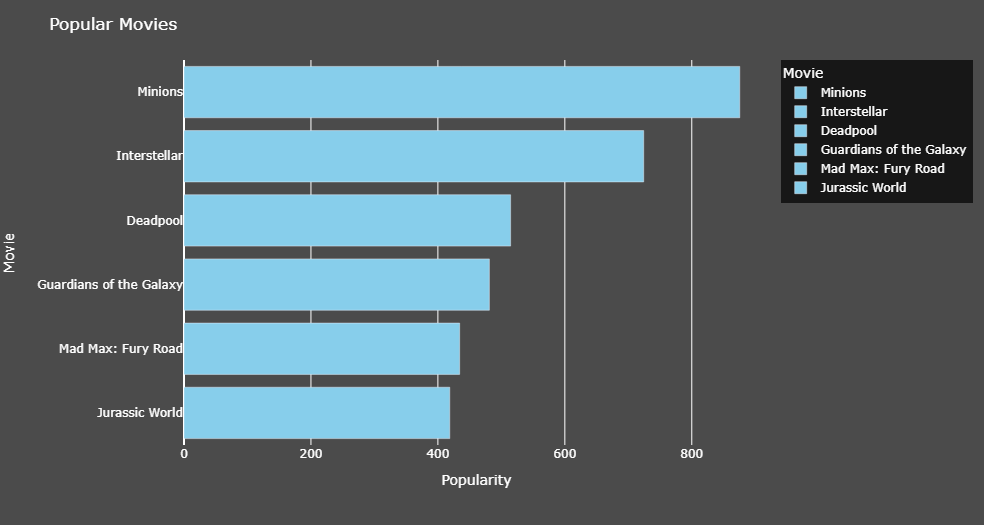 Popular Movies
Movie
Minions
Interstellar
Deadpool
Guardians of the Galaxy
Mad Max: Fury Road
Jurassic World
0 200 400 600 800
Popularity
Movie
Minions
Interstellar
Deadpool
Guardians of the Galaxy
Mad Max: Fury Road
Jurassic World